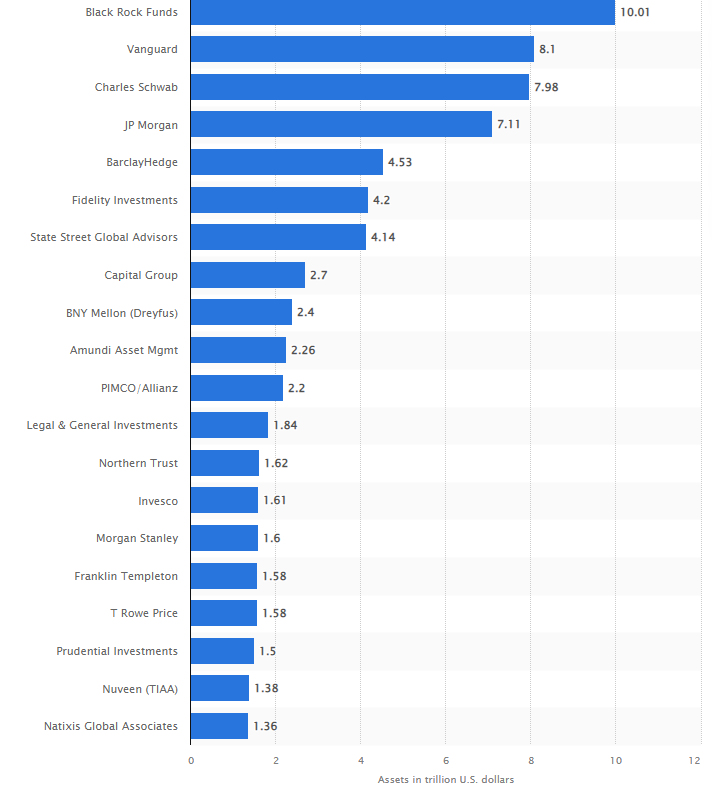 Black Rock Funds 10.01
Vanguard 8.1
Charles Schwab 7.98
JP Morgan 7.11
BarclayHedge 4.53
Fidelity Investments 4.2
State Street Global Advisors 4.14
Capital Group 2.7
BNY Mellon (Dreyfus) 2.4
Amundi Asset Mgmt 2.26
PIMCO/Allianz 2.2
Legal & General Investments 1.84
Northern Trust 1.62
Invesco 1.61
Morgan Stanley 1.6
Franklin Templeton 1.58
T Rowe Price 1.58
Prudential Investments 1.5
Nuveen (TIAA) 1.38
Natixis Global Associates 1.36
0 2 4 6 8 10 12
Assets in trillion U.S. dollars